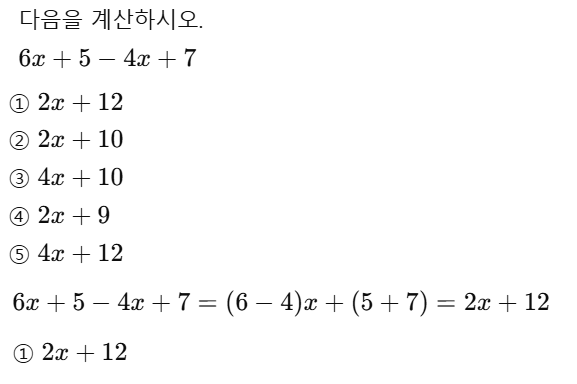 다음을 계산하시오.
6x + 5 − 4x + 7
① 2x + 12
② 2x + 10
③ 4x + 10
④ 2x + 9
⑤ 4x + 12
6x + 5 − 4x + 7 = (6 − 4)x + (5 + 7) = 2x + 12
① 2x + 12